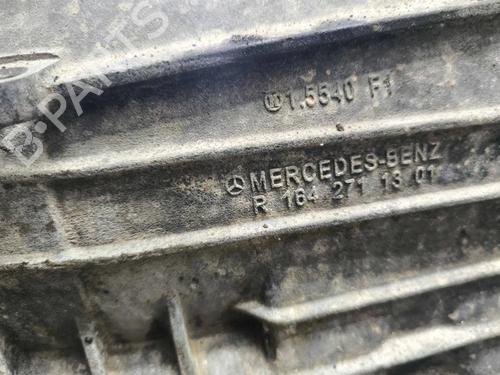 B-PARTS
1.5540 F1
MERCEDES-BENZ
R 164 271 13 01